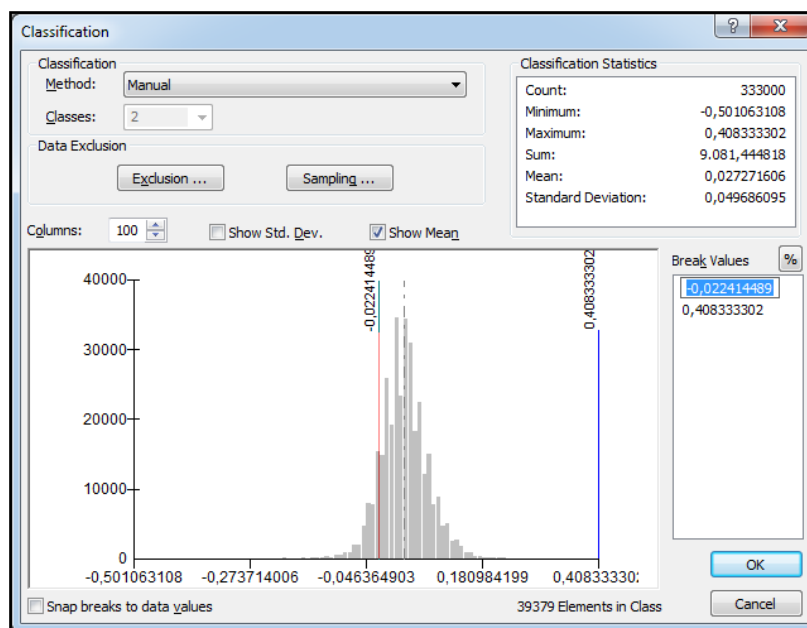 Classification
Classification
Method: Manual
Classes: 2
Data Exclusion
Exclusion ... Sampling ...
Classification Statistics
Count: 333000
Minimum: -0,501063108
Maximum: 0,408333302
Sum: 9.081,444818
Mean: 0,027271606
Standard Deviation: 0,049686095
Columns: 100 Show Std. Dev. Show Mean
Break Values %
-0,022414489
0,408333302
-0,022414489
0,408333302
40000
30000
20000
10000
0
-0,501063108 -0,273714006 -0,046364903 0,180984199 0,408333302
Snap breaks to data values
39379 Elements in Class
OK
Cancel